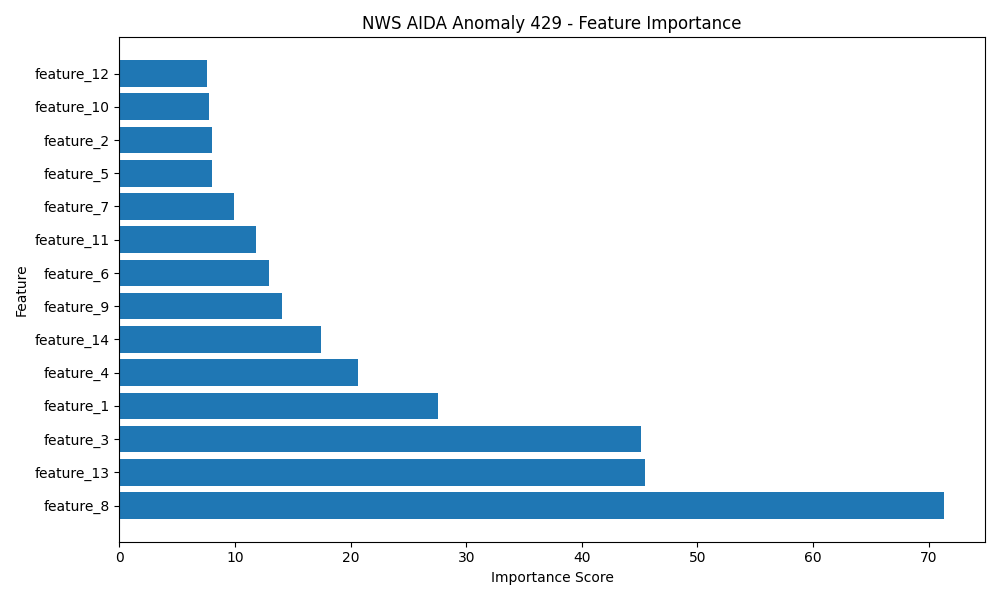 NWS AIDA Anomaly 429 - Feature Importance
feature_12
feature_10
feature_2
feature_5
feature_7
feature_11
feature_6
feature_9
feature_14
feature_4
feature_1
feature_3
feature_13
feature_8
Feature
0 10 20 30 40 50 60 70
Importance Score